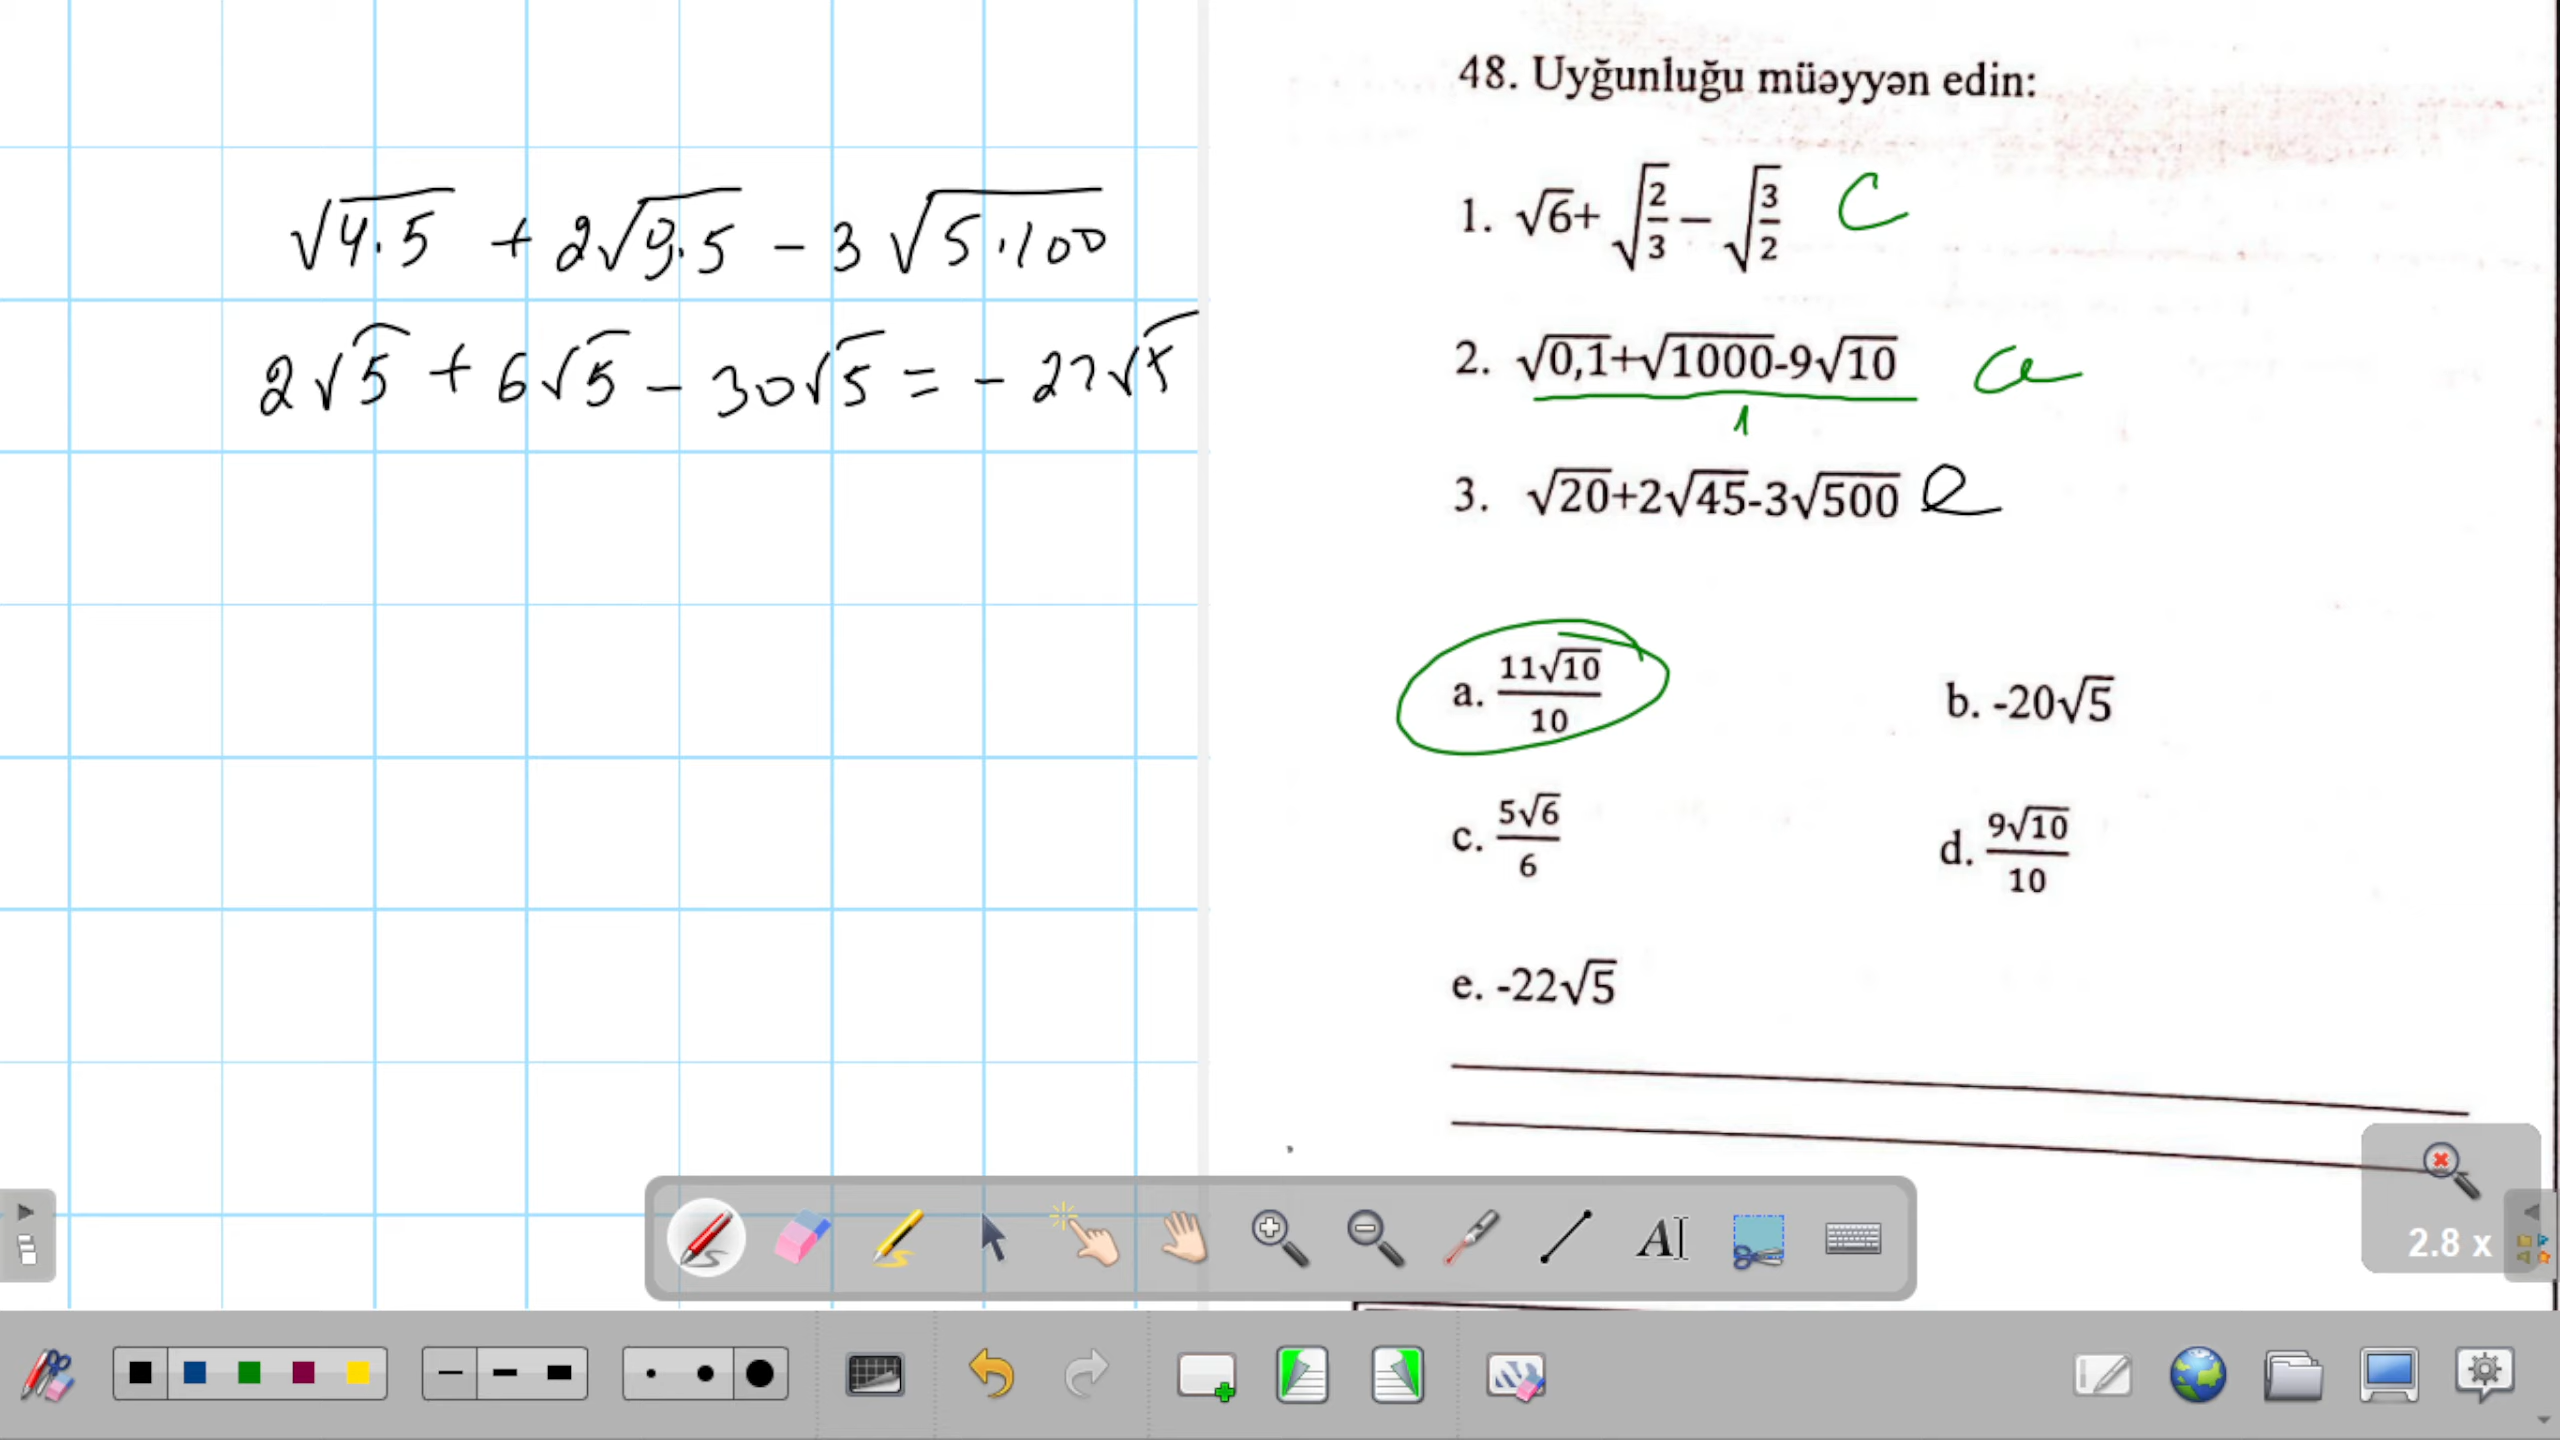 √4·5 + 2√9·5 - 3√5·100
2√5 + 6√5 - 30√5 = - 22√5
48. Uyğunluğu müəyyən edin:
1. √6+ √2/3 − √3/2 C
2. √0,1+√1000-9√10 a
1
3. √20+2√45-3√500 e
a. 11√10/10
b. -20√5
c. 5√6/6
d. 9√10/10
e. -22√5
2.8 x